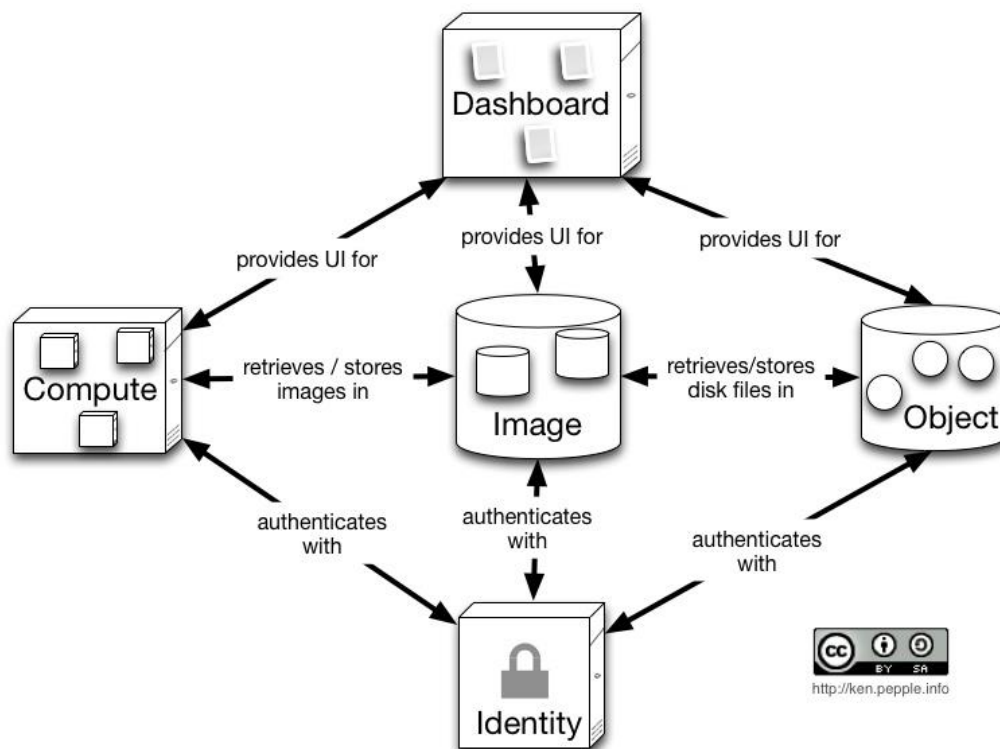 Dashboard
provides UI for
provides UI for
provides UI for
Compute
retrieves / stores
images in
Image
retrieves/stores
disk files in
Object
authenticates
with
authenticates
with
authenticates
with
Identity
cc
BY SA
http://ken.pepple.info